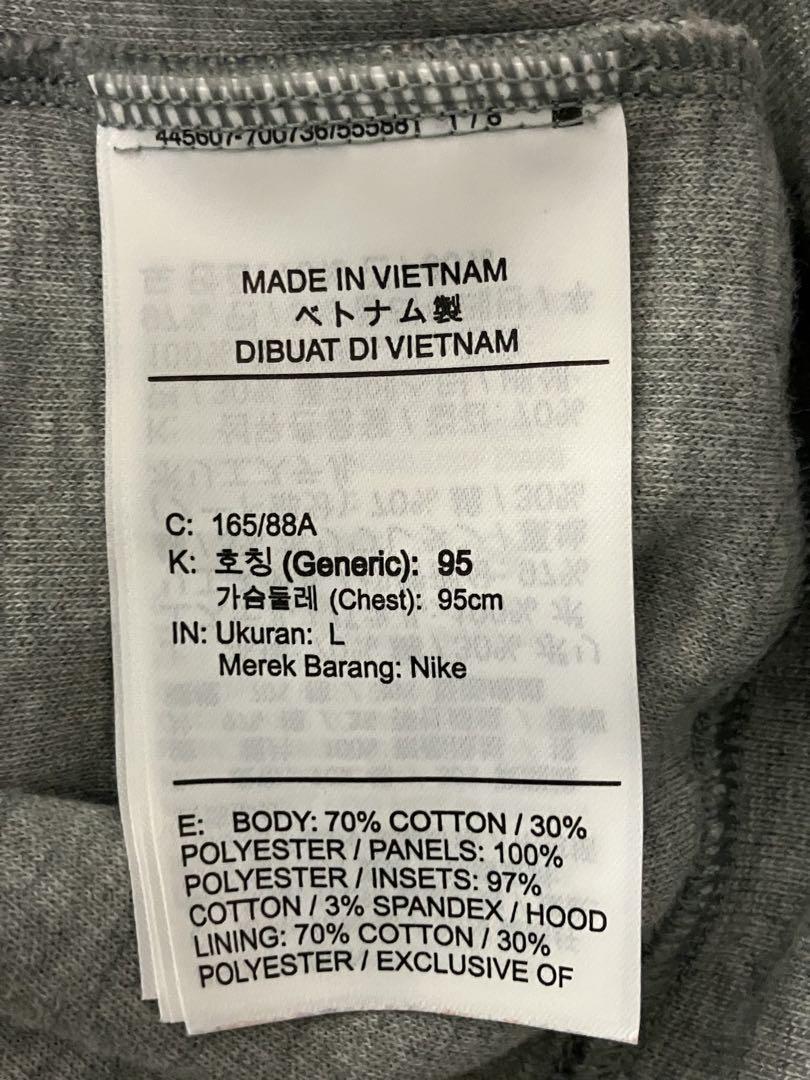 MADE IN VIETNAM
ベトナム製
DIBUAT DI VIETNAM
C: 165/88A
K: 호칭 (Generic): 95
가슴둘레 (Chest): 95cm
IN: Ukuran: L
Merek Barang: Nike
E: BODY: 70% COTTON / 30%
POLYESTER / PANELS: 100%
POLYESTER / INSETS: 97%
COTTON / 3% SPANDEX / HOOD
LINING: 70% COTTON / 30%
POLYESTER / EXCLUSIVE OF